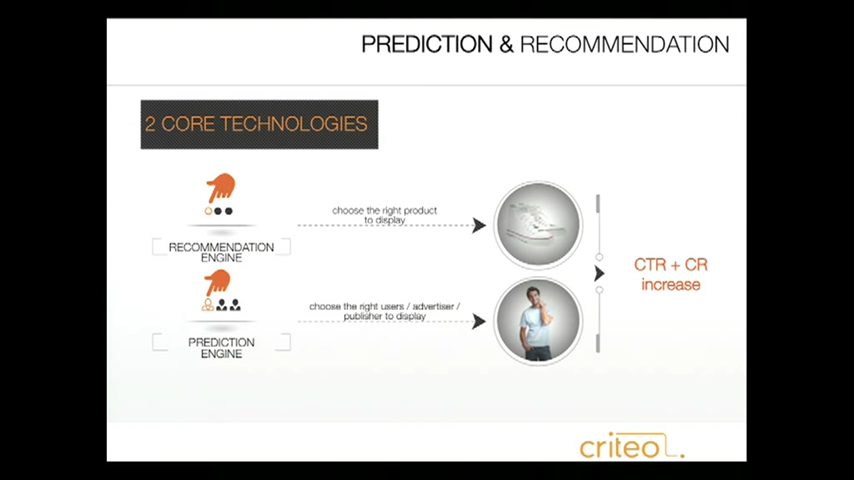 PREDICTION & RECOMMENDATION
2 CORE TECHNOLOGIES
choose the right product
to display
RECOMMENDATION
ENGINE
CTR + CR
increase
choose the right users / advertiser /
publisher to display
PREDICTION
ENGINE
criteo.